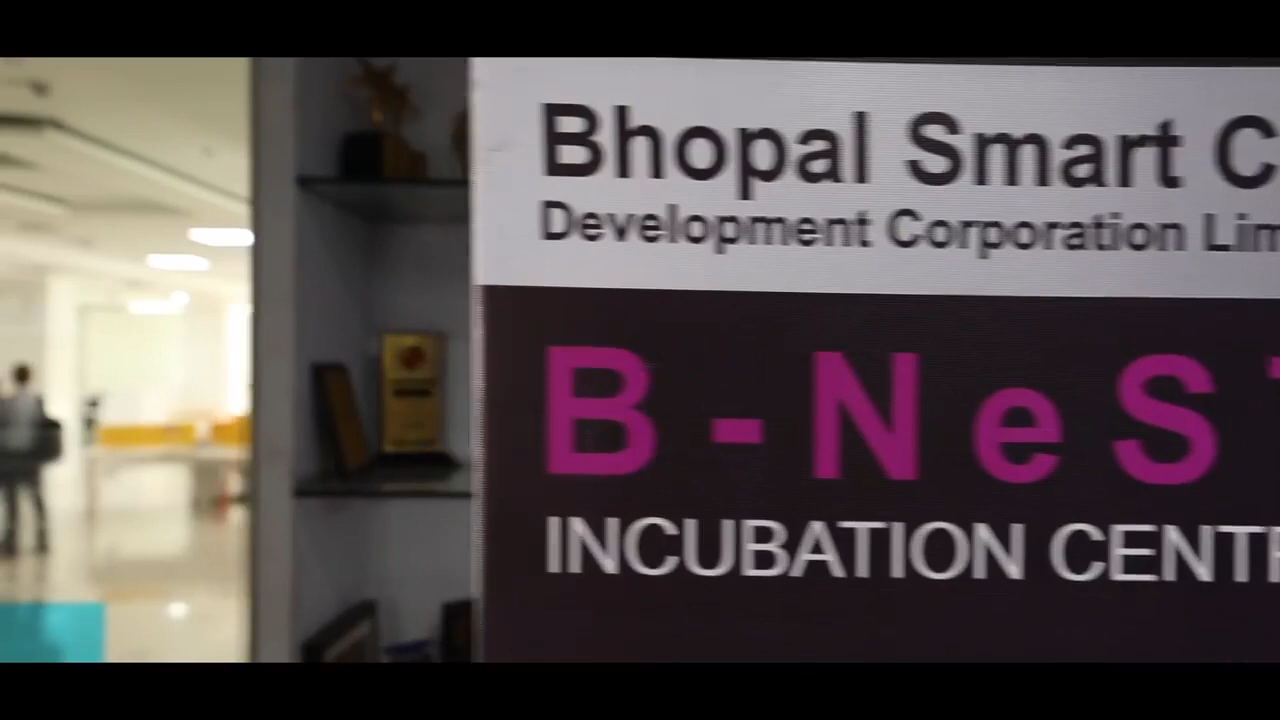 Bhopal Smart C
Development Corporation Lim
B-NeS
INCUBATION CENT